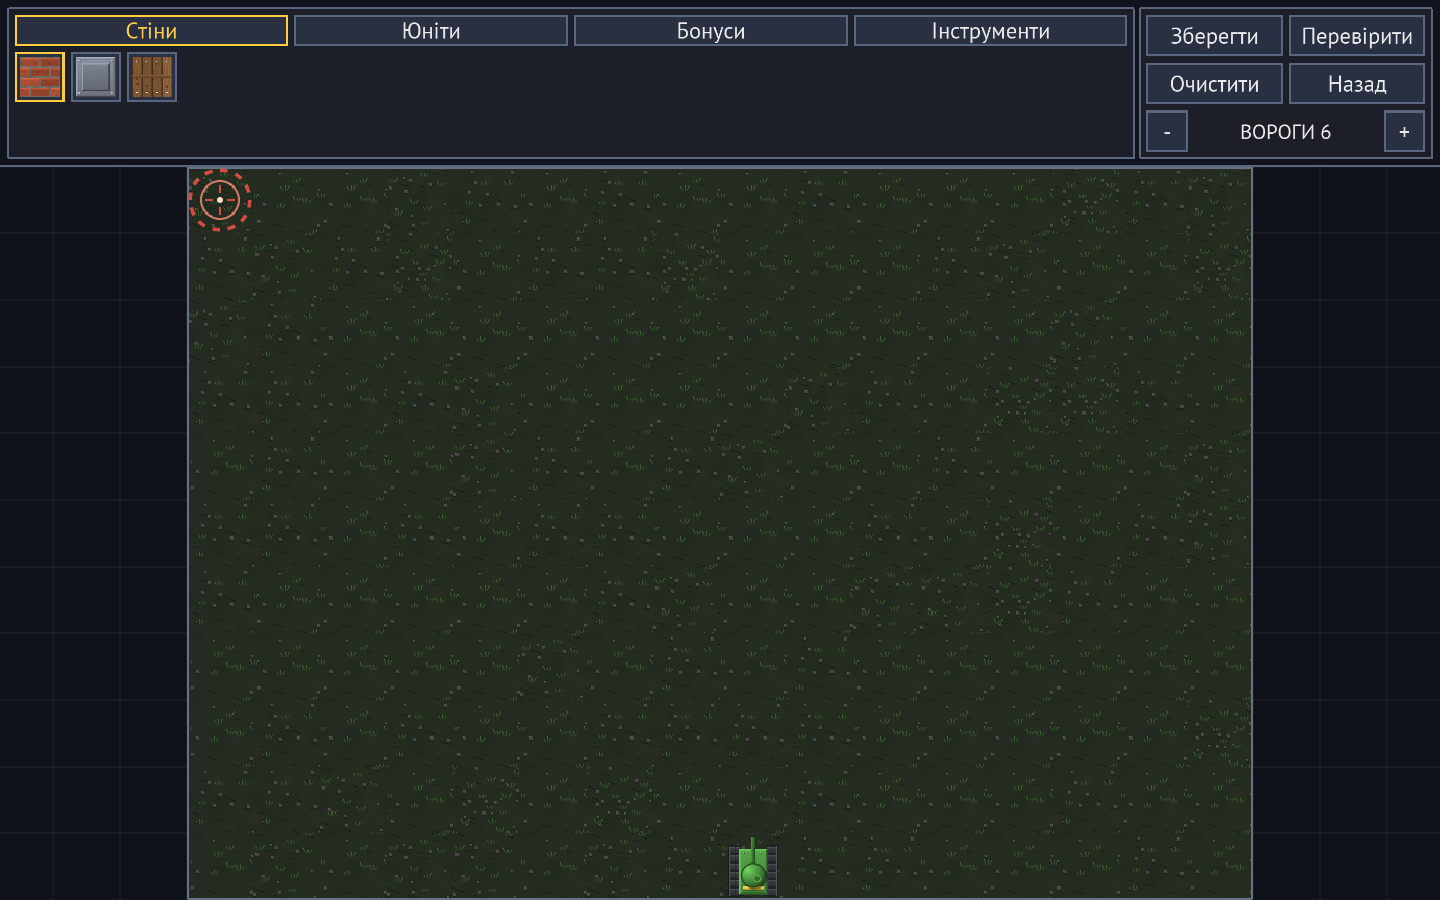 Стіни Юніти Бонуси Інструменти
Зберегти Перевірити
Очистити Назад
- ВОРОГИ 6 +